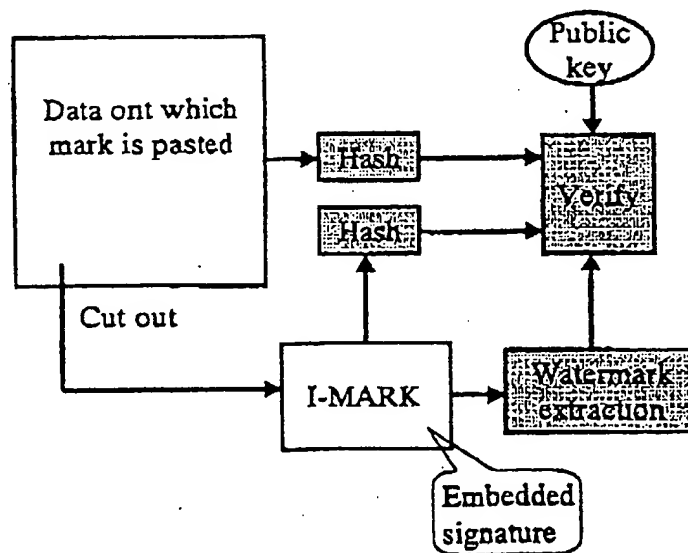 Public
key
Data ont which
mark is pasted
Hash
Verify
Hash
Cut out
I-MARK
Watermark
extraction
Embedded
signature